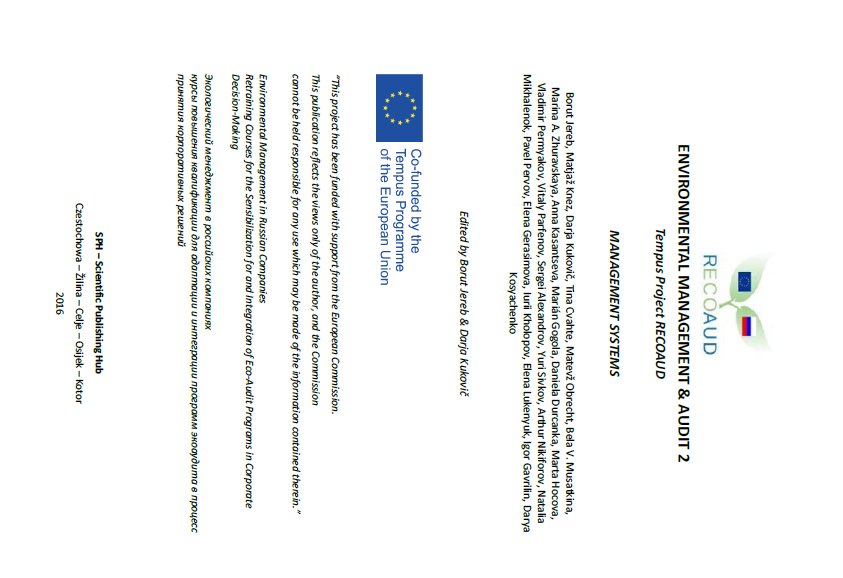 RECOAUD
ENVIRONMENTAL MANAGEMENT & AUDIT 2
Tempus Project RECOAUD
MANAGEMENT SYSTEMS
Borut Jereb, Matjaž Knez, Darja Kukovič, Tina Cvahte, Matevž Obrecht, Bela V. Musatkina,
Marina A. Zhuravskaya, Anna Kasantseva, Marián Gogola, Daniela Durcanka, Marta Hocova,
Vladimir Permyakov, Vitaly Parfenov, Sergei Alexandrov, Yuri Sivkov, Arthur Nikiforov, Natalia
Mikhalenok, Pavel Pervov, Elena Gerasimova, Iurii Kholopov, Elena Lukenyuk, Igor Gavrilin, Darya
Kosyachenko
Edited by Borut Jereb & Darja Kukovič
Co-funded by the
Tempus Programme
of the European Union
"This project has been funded with support from the European Commission.
This publication reflects the views only of the author, and the Commission
cannot be held responsible for any use which may be made of the information contained therein."
Environmental Management in Russian Companies
Retraining Courses for the Sensibilization for and Integration of Eco-Audit Programs in Corporate
Decision-Making
Экологический менеджмент в российских компаниях
курсы повышения квалификации для адаптации и интеграции программ экоаудита в процесс
принятия корпоративных решений
SPH – Scientific Publishing Hub
Czestochowa – Žilina – Celje – Osijek – Kotor
2016